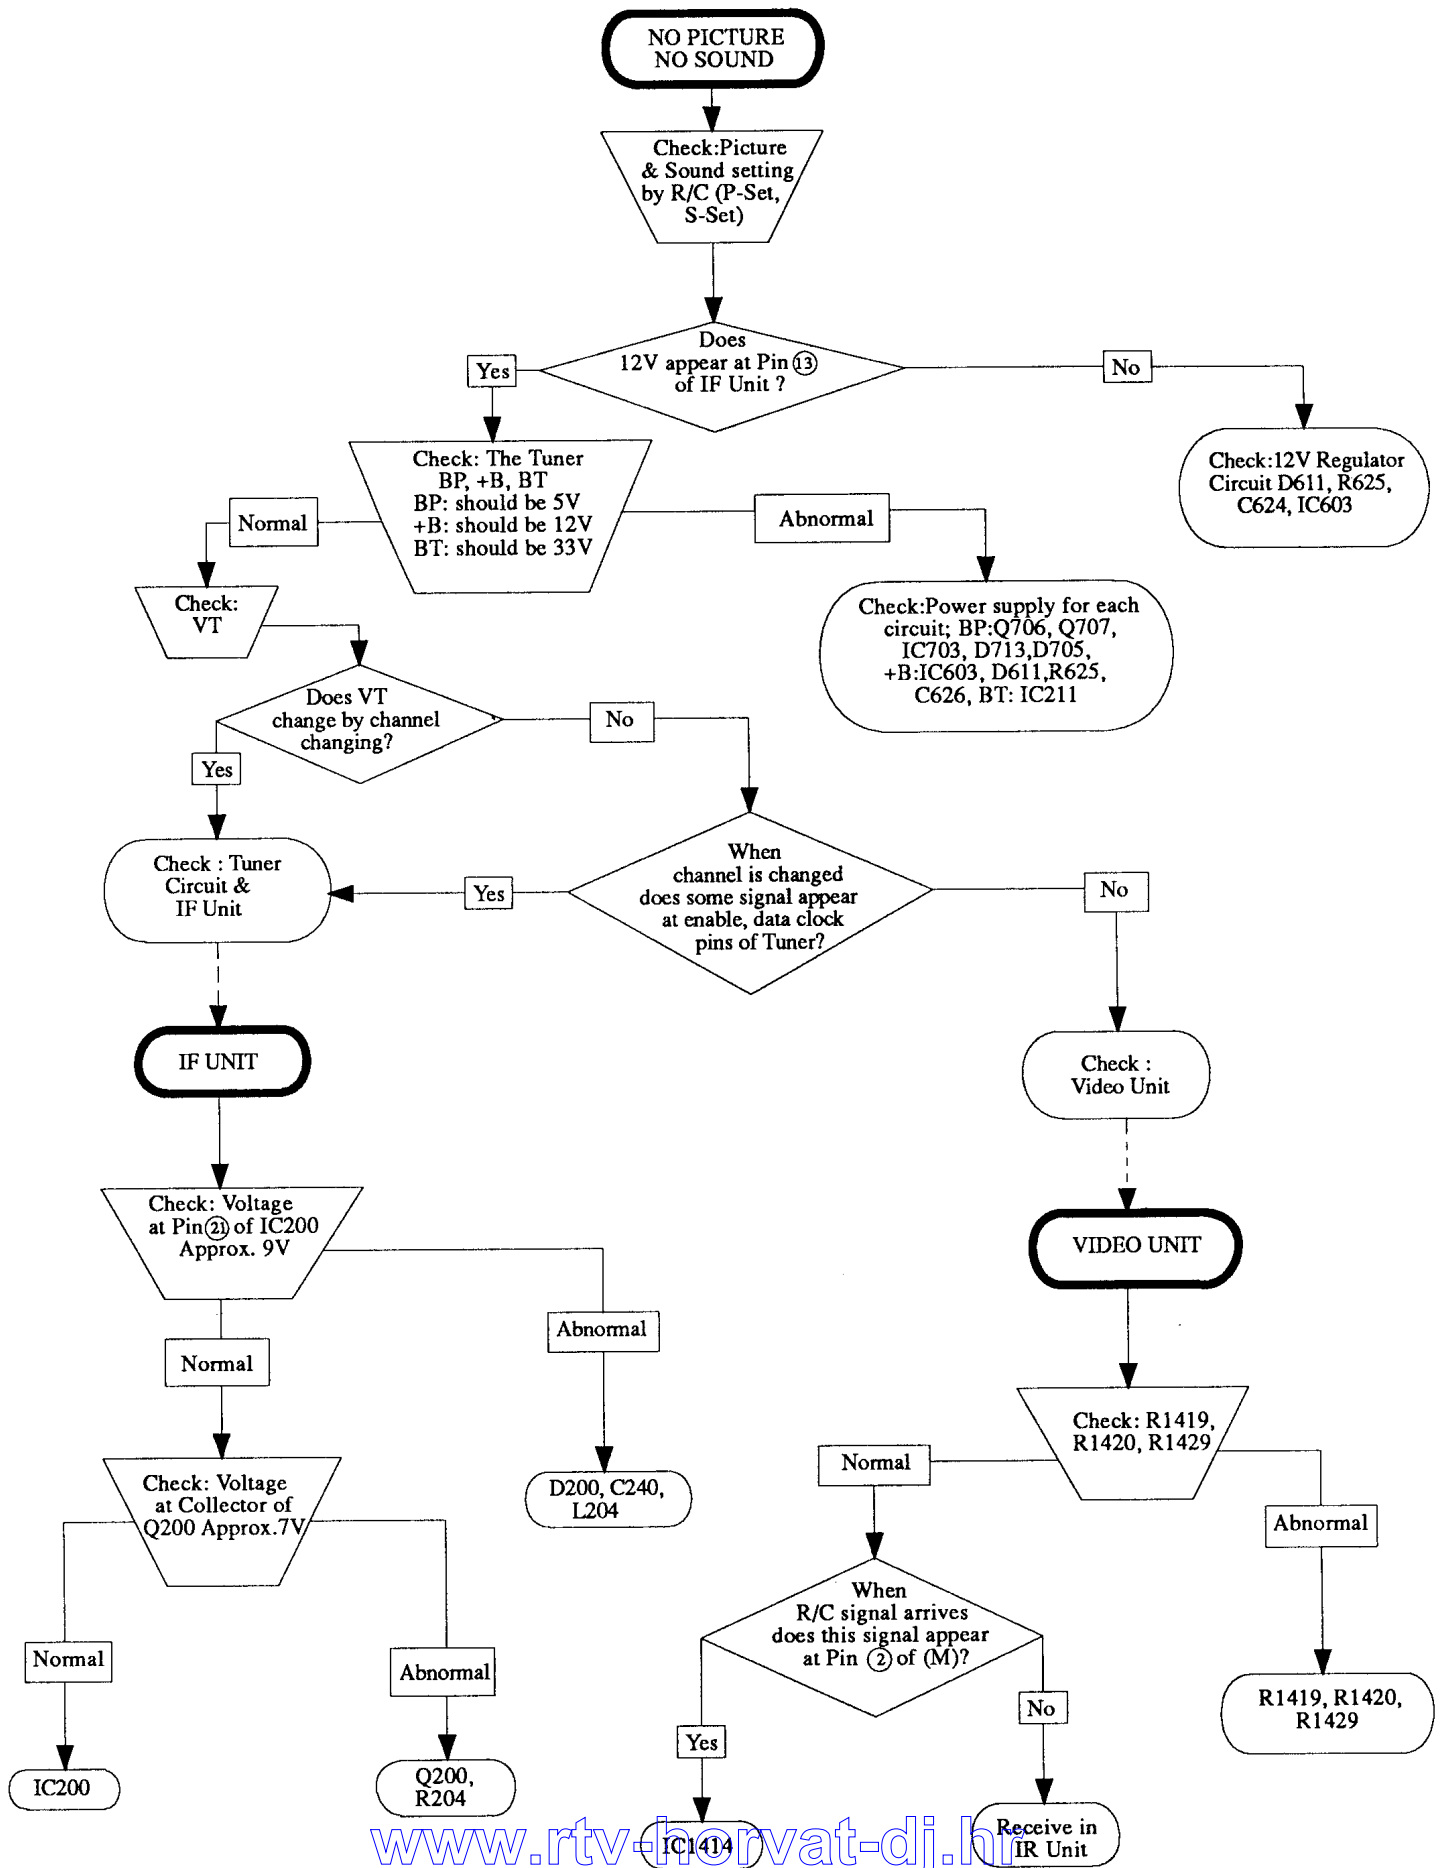 NO PICTURE
NO SOUND
Check:Picture
& Sound setting
by R/C (P-Set,
S-Set)
Does
12V appear at Pin 13
of IF Unit ?
Yes
No
Check: The Tuner
BP, +B, BT
BP: should be 5V
+B: should be 12V
BT: should be 33V
Check:12V Regulator
Circuit D611, R625,
C624, IC603
Normal
Abnormal
Check:
VT
Check:Power supply for each
circuit; BP:Q706, Q707,
IC703, D713,D705,
+B:IC603, D611,R625,
C626, BT: IC211
Does VT
change by channel
changing?
No
Yes
Check : Tuner
Circuit &
IF Unit
Yes
When
channel is changed
does some signal appear
at enable, data clock
pins of Tuner?
No
IF UNIT
Check :
Video Unit
Check: Voltage
at Pin 21 of IC200
Approx. 9V
VIDEO UNIT
Abnormal
Normal
Check: R1419,
R1420, R1429
Normal
Abnormal
Check: Voltage
at Collector of
Q200 Approx.7V
D200, C240,
L204
When
R/C signal arrives
does this signal appear
at Pin 2 of (M)?
Normal
Abnormal
No
Yes
R1419, R1420,
R1429
IC200
Q200,
R204
IC1414
Receive in
IR Unit
www.rtv-horvat-dj.hr